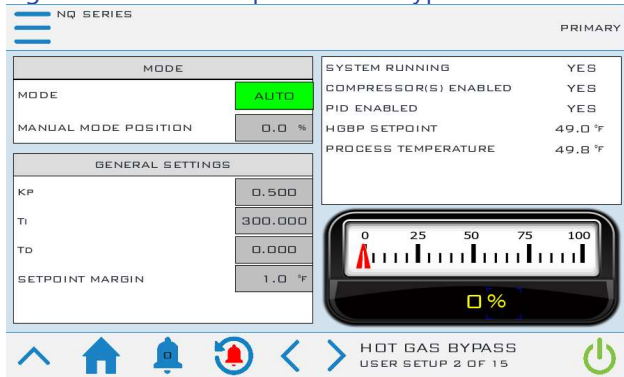 NQ SERIES
PRIMARY
MODE
MODE AUTO
MANUAL MODE POSITION 0.0 %
GENERAL SETTINGS
KP 0.500
TI 300.000
TD 0.000
SETPOINT MARGIN 1.0 °F
SYSTEM RUNNING YES
COMPRESSOR(S) ENABLED YES
PID ENABLED YES
HGBP SETPOINT 49.0 °F
PROCESS TEMPERATURE 49.8 °F
0 25 50 75 100
0%
0
HOT GAS BYPASS
USER SETUP 2 OF 15